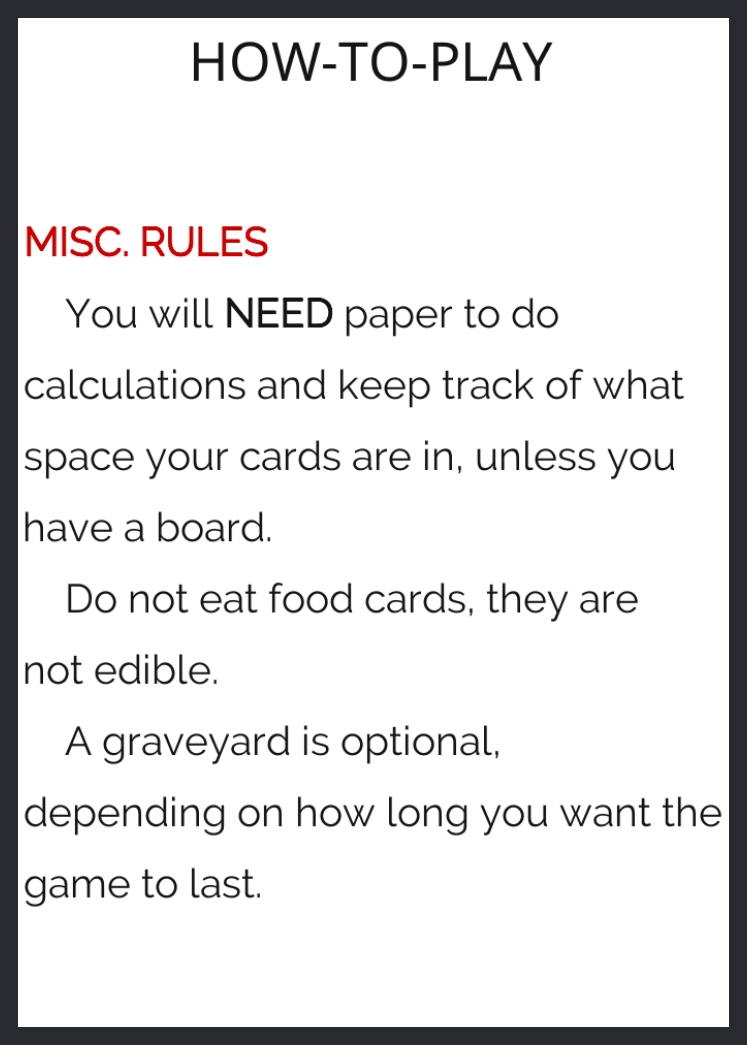 HOW-TO-PLAY
MISC. RULES
You will NEED paper to do
calculations and keep track of what
space your cards are in, unless you
have a board.
Do not eat food cards, they are
not edible.
A graveyard is optional,
depending on how long you want the
game to last.